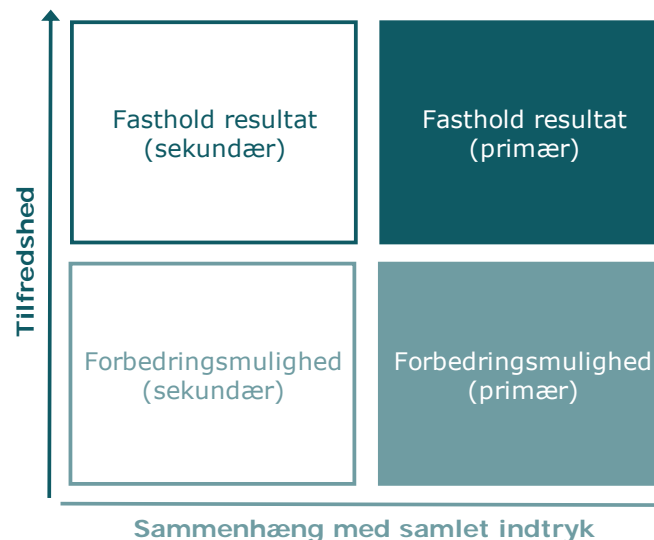 Tilfredshed
Fasthold resultat
(sekundær)
Fasthold resultat
(primær)
Forbedringsmulighed
(sekundær)
Forbedringsmulighed
(primær)
Sammenhæng med samlet indtryk